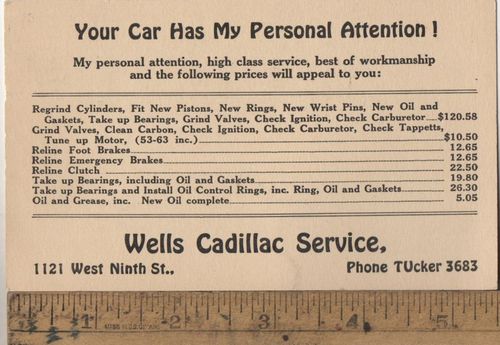 Your Car Has My Personal Attention !
My personal attention, high class service, best of workmanship
and the following prices will appeal to you:
Regrind Cylinders, Fit New Pistons, New Rings, New Wrist Pins, New Oil and
Gaskets, Take up Bearings, Grind Valves, Check Ignition, Check Carburetor $120.58
Grind Valves, Clean Carbon, Check Ignition, Check Carburetor, Check Tappetts,
Tune up Motor, (53-63 inc.) $10.50
Reline Foot Brakes 12.65
Reline Emergency Brakes 12.65
Reline Clutch 22.50
Take up Bearings, including Oil and Gaskets 19.80
Take up Bearings and Install Oil Control Rings, inc. Ring, Oil and Gaskets 26.30
Oil and Grease, inc. New Oil complete 5.05
Wells Cadillac Service,
1121 West Ninth St.,
Phone TUcker 3683
1 2 3 4 5